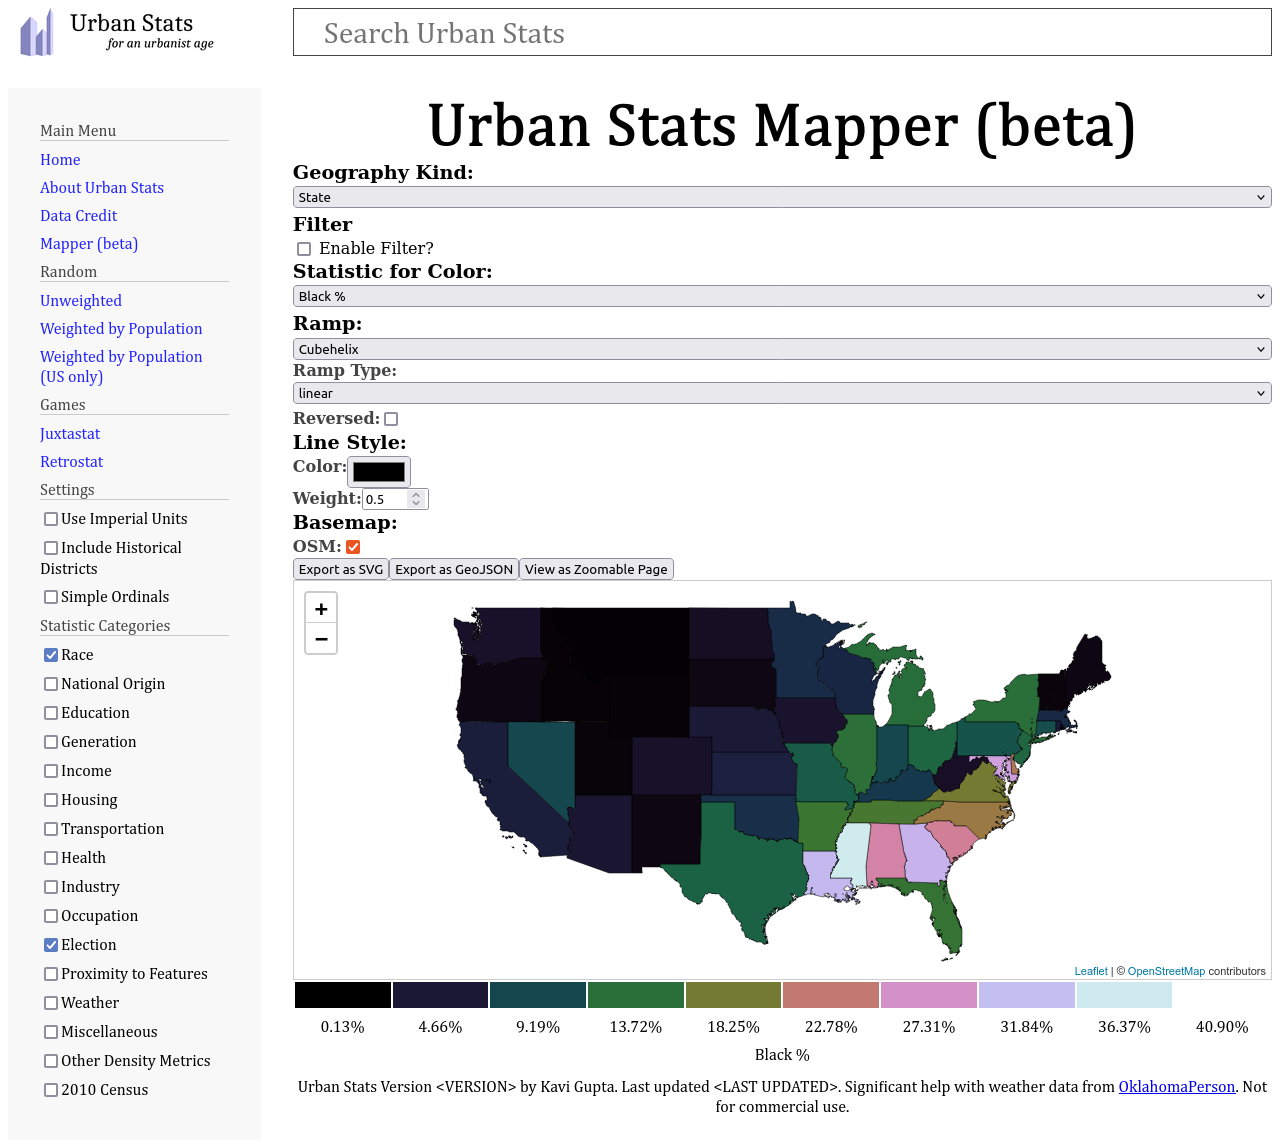 Urban Stats
for an urbanist age
Search Urban Stats
Main Menu
Home
About Urban Stats
Data Credit
Mapper (beta)
Random
Unweighted
Weighted by Population
Weighted by Population
(US only)
Games
Juxtastat
Retrostat
Settings
Use Imperial Units
Include Historical
Districts
Simple Ordinals
Statistic Categories
Race
National Origin
Education
Generation
Income
Housing
Transportation
Health
Industry
Occupation
Election
Proximity to Features
Weather
Miscellaneous
Other Density Metrics
2010 Census
Urban Stats Mapper (beta)
Geography Kind:
State
Filter
Enable Filter?
Statistic for Color:
Black %
Ramp:
Cubehelix
Ramp Type:
linear
Reversed:
Line Style:
Color:
Weight: 0.5
Basemap:
OSM:
Export as SVG Export as GeoJSON View as Zoomable Page
+
−
Leaflet | © OpenStreetMap contributors
0.13% 4.66% 9.19% 13.72% 18.25% 22.78% 27.31% 31.84% 36.37% 40.90%
Black %
Urban Stats Version <VERSION> by Kavi Gupta. Last updated <LAST UPDATED>. Significant help with weather data from OklahomaPerson. Not
for commercial use.